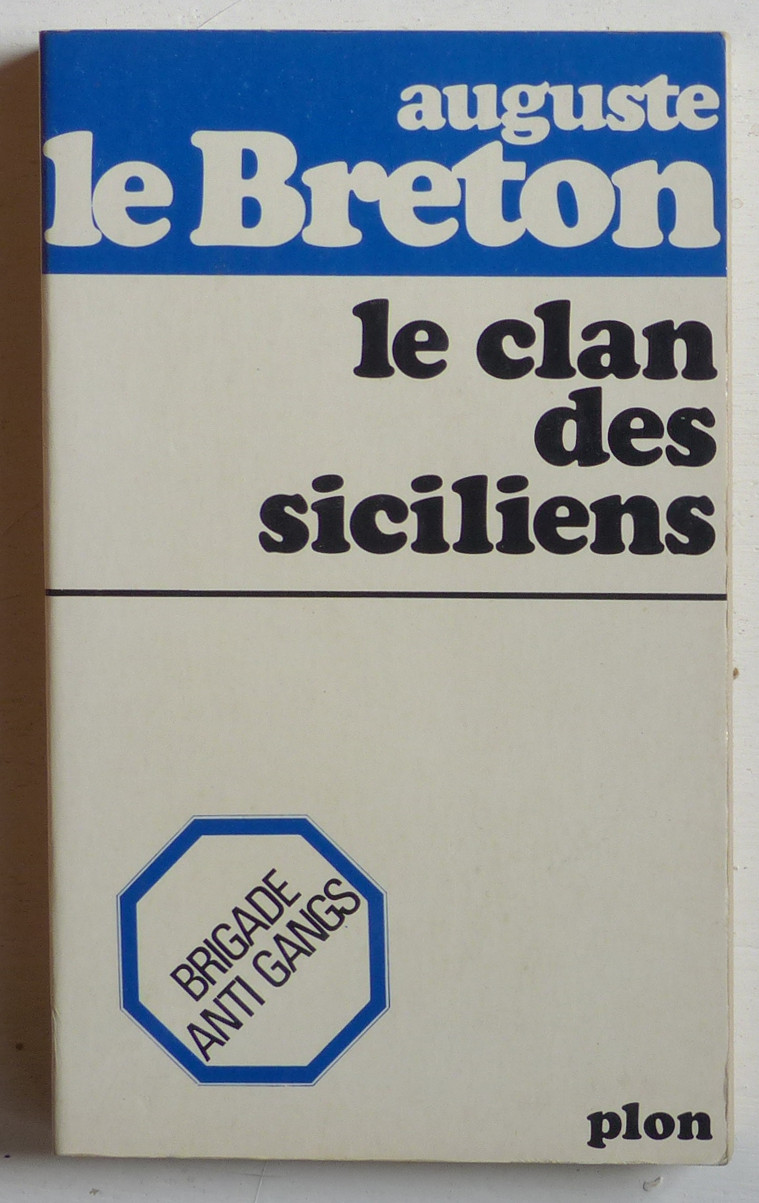 auguste
le Breton
le clan
des
siciliens
BRIGADE
ANTI GANGS
plon